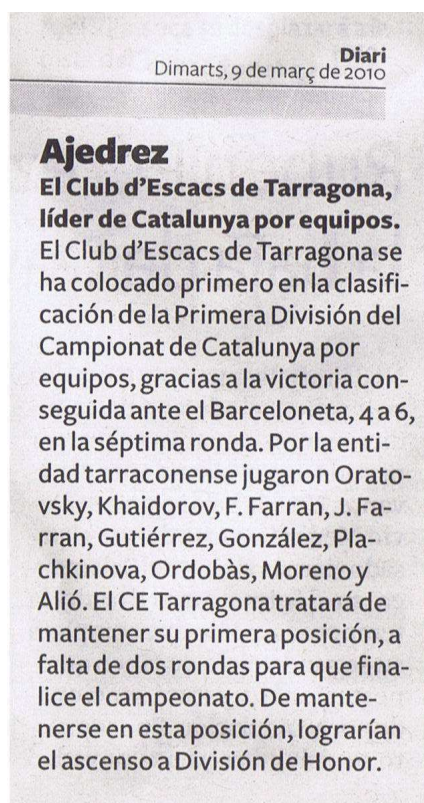 Diari
Dimarts, 9 de març de 2010
Ajedrez
El Club d'Escacs de Tarragona,
líder de Catalunya por equipos.
El Club d'Escacs de Tarragona se
ha colocado primero en la clasifi-
cación de la Primera División del
Campionat de Catalunya por
equipos, gracias a la victoria con-
seguida ante el Barceloneta, 4 a 6,
en la séptima ronda. Por la enti-
dad tarraconense jugaron Orato-
vsky, Khaidorov, F. Farran, J. Fa-
rran, Gutiérrez, González, Pla-
chkinova, Ordobàs, Moreno y
Alió. El CE Tarragona tratará de
mantener su primera posición, a
falta de dos rondas para que fina-
lice el campeonato. De mante-
nerse en esta posición, lograrían
el ascenso a División de Honor.